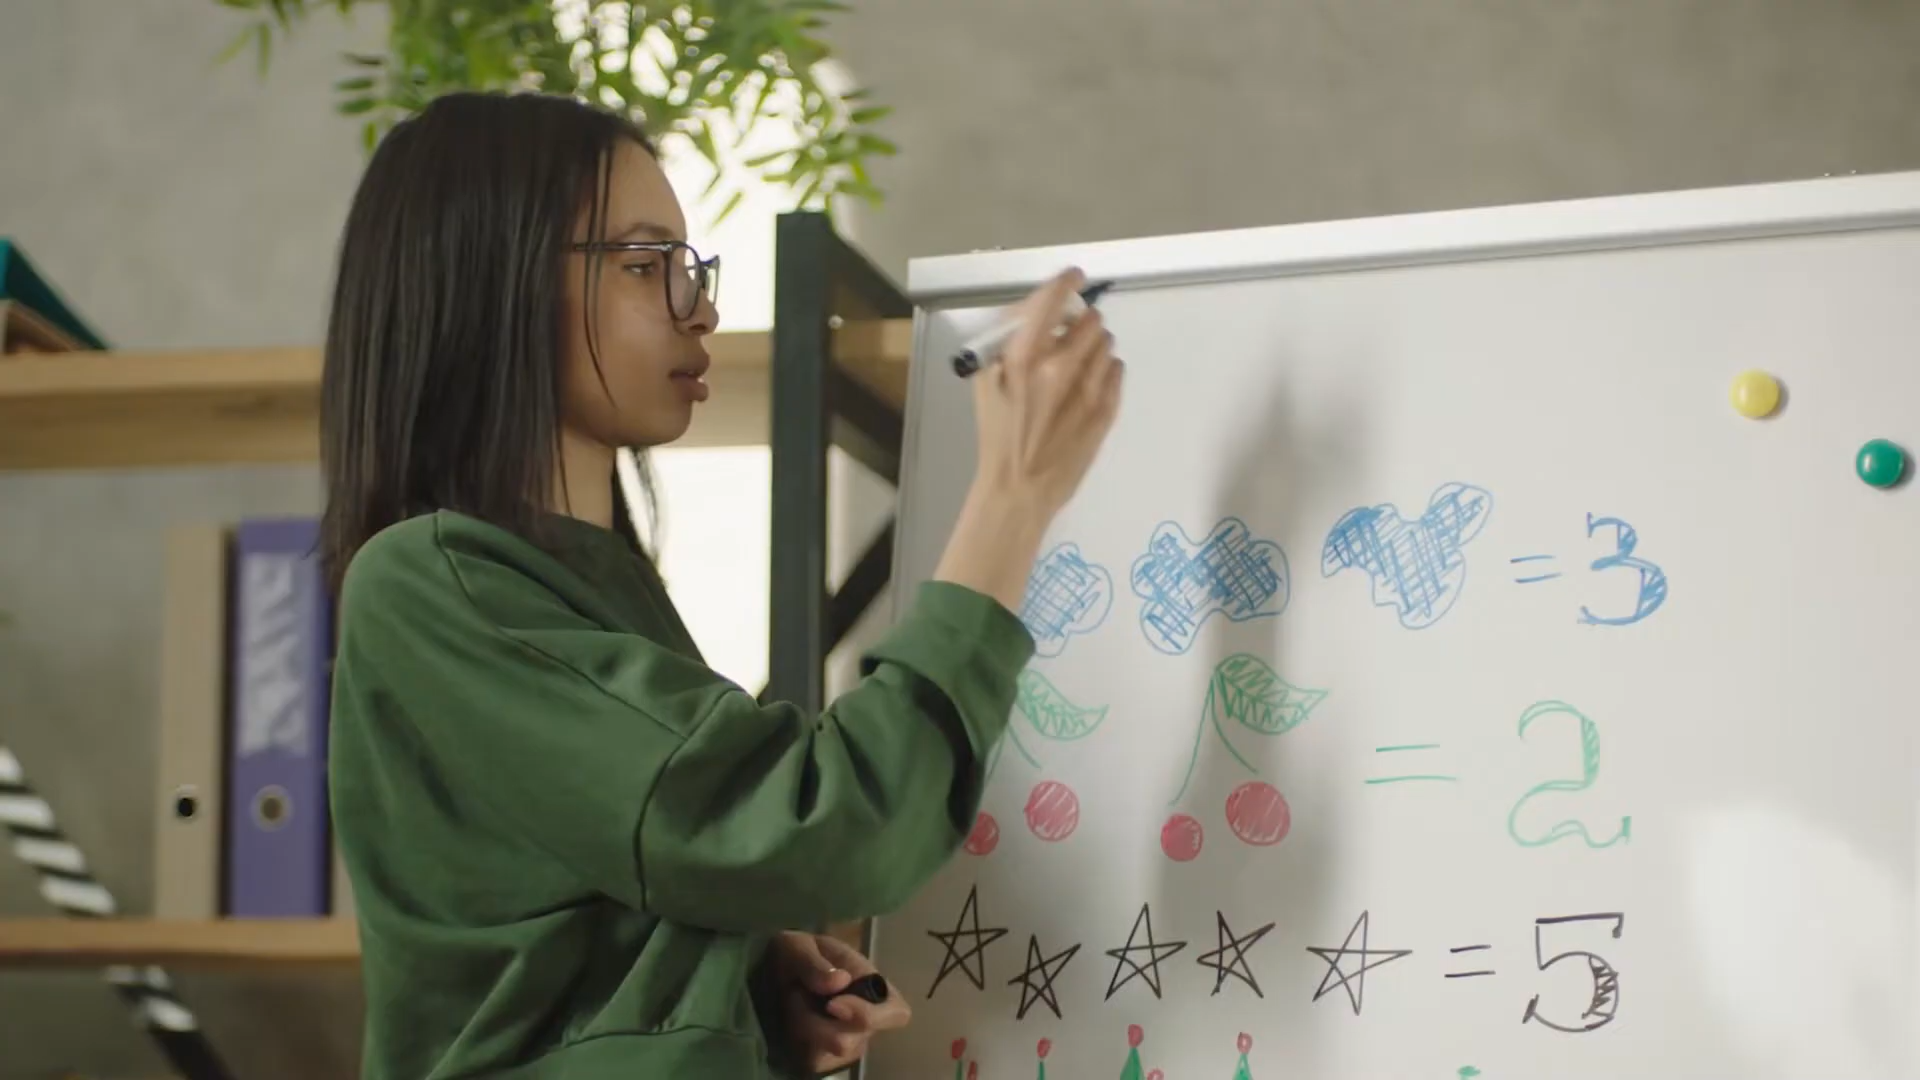 = 3
= 2
= 5